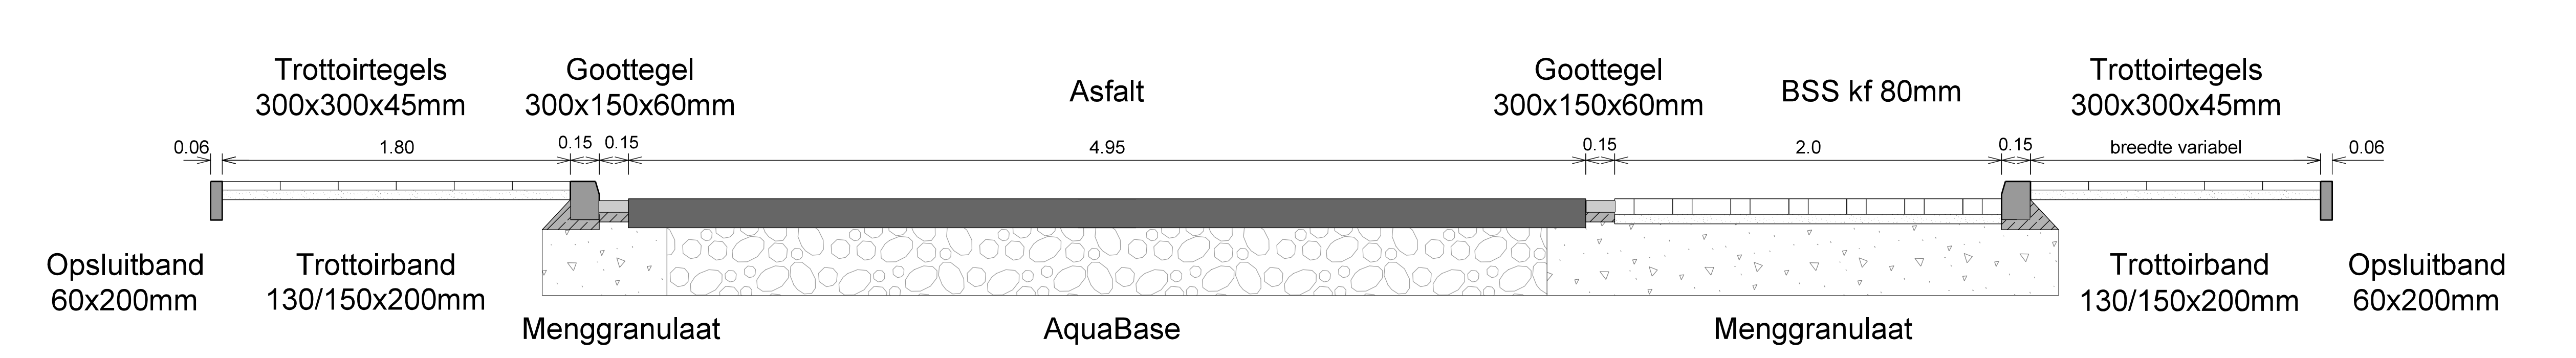 Trottoirtegels
300x300x45mm
Goottegel
300x150x60mm
Asfalt
Goottegel
300x150x60mm
BSS kf 80mm
Trottoirtegels
300x300x45mm
0.06
1.80
0.15
0.15
4.95
0.15
2.0
0.15
breedte variabel
0.06
Opsluitband
60x200mm
Trottoirband
130/150x200mm
Menggranulaat
AquaBase
Menggranulaat
Trottoirband
130/150x200mm
Opsluitband
60x200mm